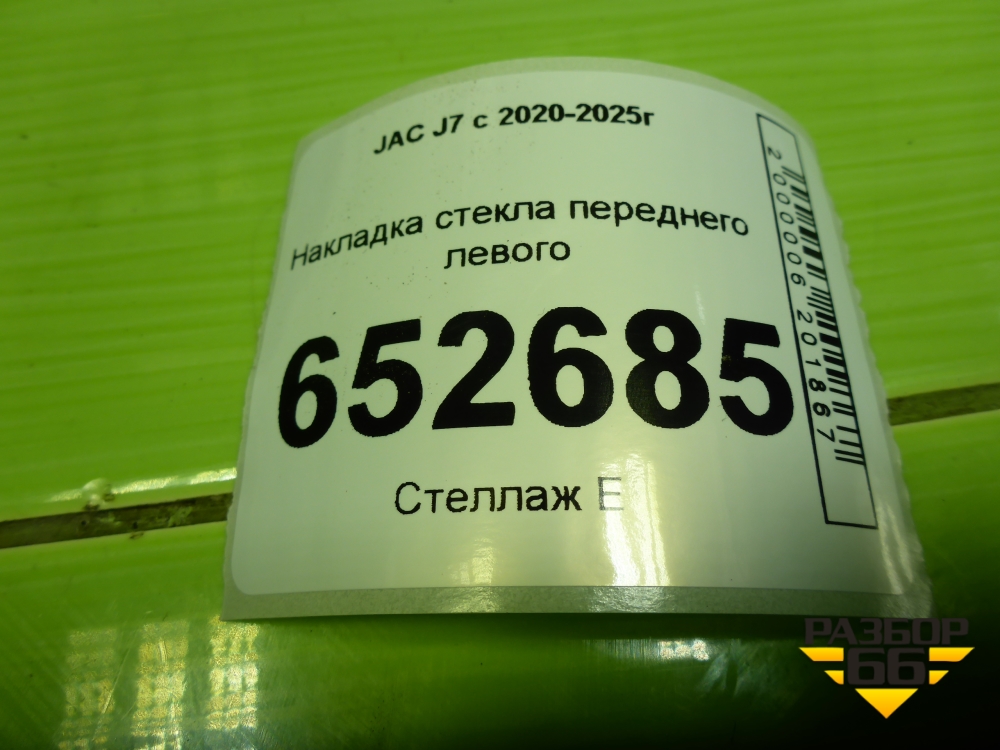 JAC J7 с 2020-2025г
Накладка стекла переднего
левого
652685
Стеллаж Е
2000006201867
РАЗБОР
66